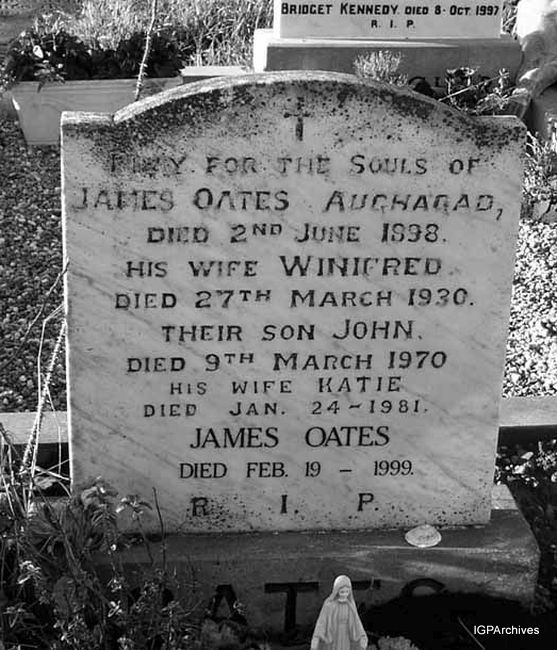 BRIDGET KENNEDY. DIED 8-OCT. 1997
R. I. P.
PRAY FOR THE SOULS OF
JAMES OATES AUGHAGAD,
DIED 2ND JUNE 1898.
HIS WIFE WINIFRED.
DIED 27TH MARCH 1930.
THEIR SON JOHN.
DIED 9TH MARCH 1970
HIS WIFE KATIE
DIED JAN. 24-1981.
JAMES OATES
DIED FEB. 19 - 1999.
R. I. P.
OATES
IGPArchives